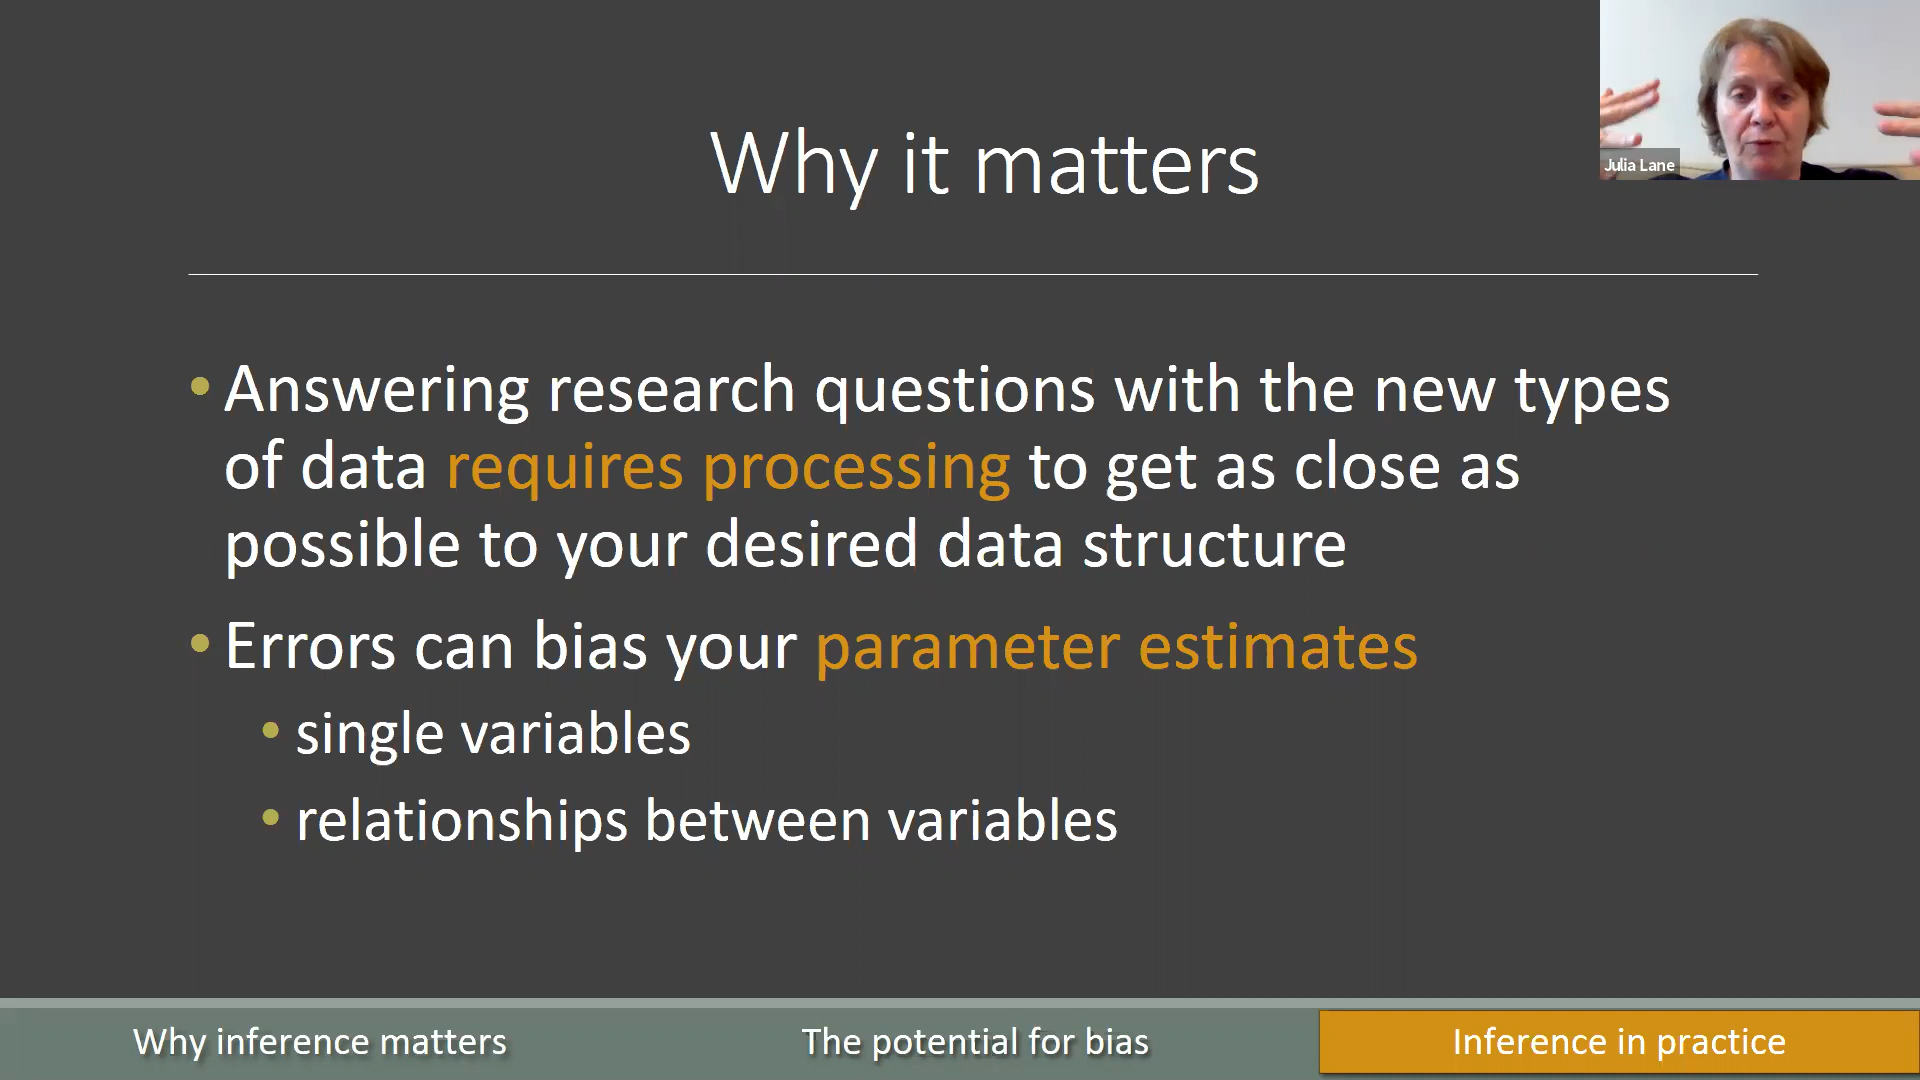 Why it matters
Julia Lane
• Answering research questions with the new types
of data requires processing to get as close as
possible to your desired data structure
• Errors can bias your parameter estimates
• single variables
• relationships between variables
Why inference matters
The potential for bias
Inference in practice